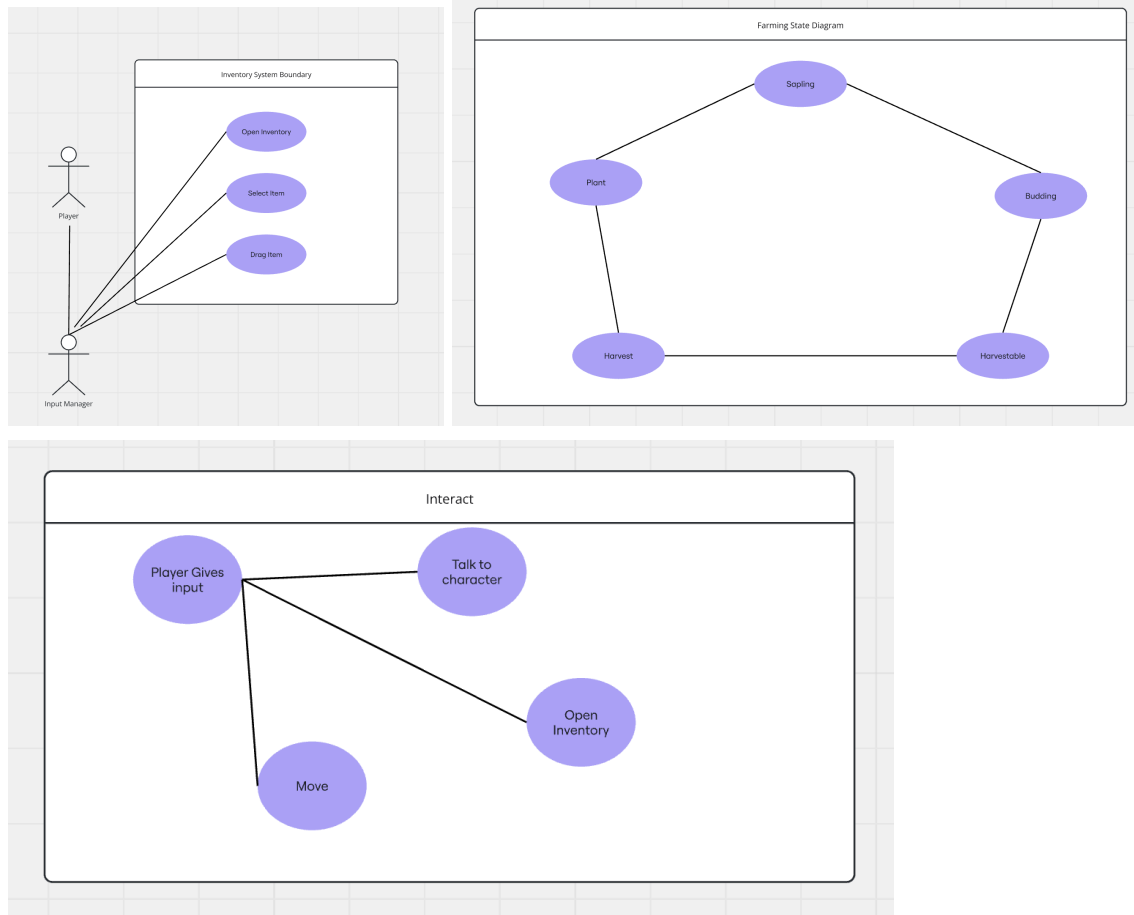 Inventory System Boundary
Open Inventory
Select Item
Drag Item
Player
Input Manager
Farming State Diagram
Sapling
Plant
Budding
Harvest
Harvestable
Interact
Player Gives
input
Talk to
character
Open
Inventory
Move